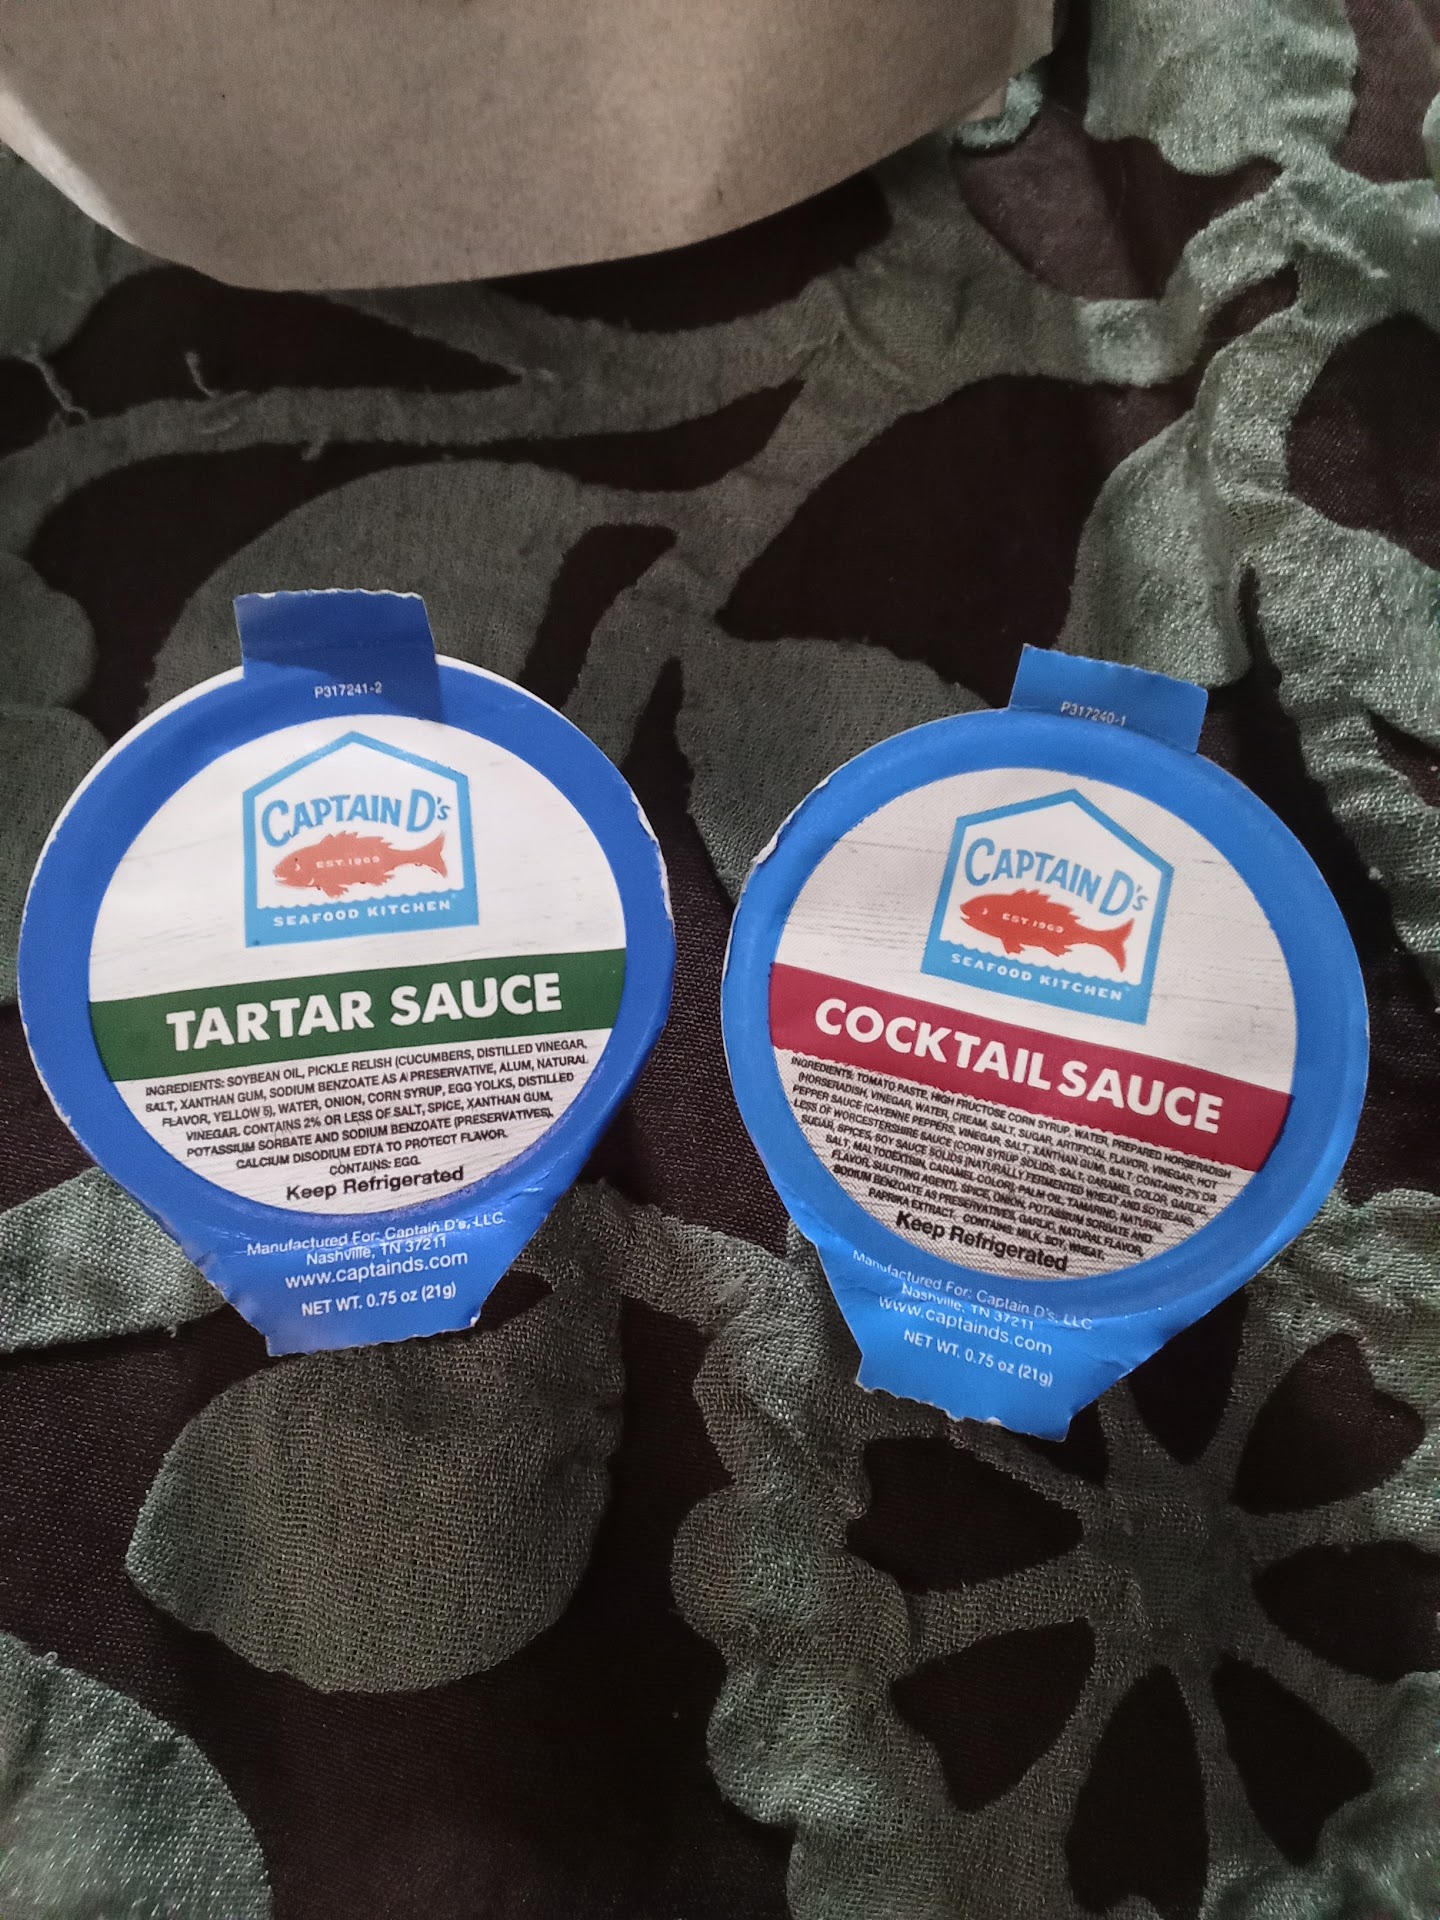 P317241-2
CAPTAIN D's
EST. 1969
SEAFOOD KITCHEN
TARTAR SAUCE
INGREDIENTS: SOYBEAN OIL, PICKLE RELISH (CUCUMBERS, DISTILLED VINEGAR,
SALT, XANTHAN GUM, SODIUM BENZOATE AS A PRESERVATIVE, ALUM, NATURAL
FLAVOR, YELLOW 5), WATER, ONION, CORN SYRUP, EGG YOLKS, DISTILLED
VINEGAR. CONTAINS 2% OR LESS OF SALT, SPICE, XANTHAN GUM,
POTASSIUM SORBATE AND SODIUM BENZOATE (PRESERVATIVES),
CALCIUM DISODIUM EDTA TO PROTECT FLAVOR.
CONTAINS: EGG.
Keep Refrigerated
Manufactured For: Captain D's, LLC.
Nashville, TN 37211
www.captainds.com
NET WT. 0.75 oz (21g)
P317240-1
CAPTAIN D's
EST. 1969
SEAFOOD KITCHEN
COCKTAIL SAUCE
INGREDIENTS: TOMATO PASTE, HIGH FRUCTOSE CORN SYRUP, WATER, PREPARED HORSERADISH
(HORSERADISH, VINEGAR, WATER, CREAM, SALT, SUGAR, ARTIFICIAL FLAVOR), VINEGAR, HOT
PEPPER SAUCE (CAYENNE PEPPERS, VINEGAR, SALT, XANTHAN GUM), SALT. CONTAINS 2% OR
LESS OF WORCESTERSHIRE SAUCE (CORN SYRUP SOLIDS, SALT, CARAMEL COLOR, GARLIC,
SUGAR, SPICES, SOY SAUCE SOLIDS (NATURALLY FERMENTED WHEAT AND SOYBEANS,
SALT, MALTODEXTRIN, CARAMEL COLOR), PALM OIL, TAMARIND, NATURAL
FLAVOR, SULFITING AGENT), SPICE, ONION, POTASSIUM SORBATE AND
SODIUM BENZOATE AS PRESERVATIVES, GARLIC, NATURAL FLAVOR,
PAPRIKA EXTRACT. CONTAINS: MILK, SOY, WHEAT.
Keep Refrigerated
Manufactured For: Captain D's, LLC
Nashville, TN 37211
www.captainds.com
NET WT. 0.75 oz (21g)